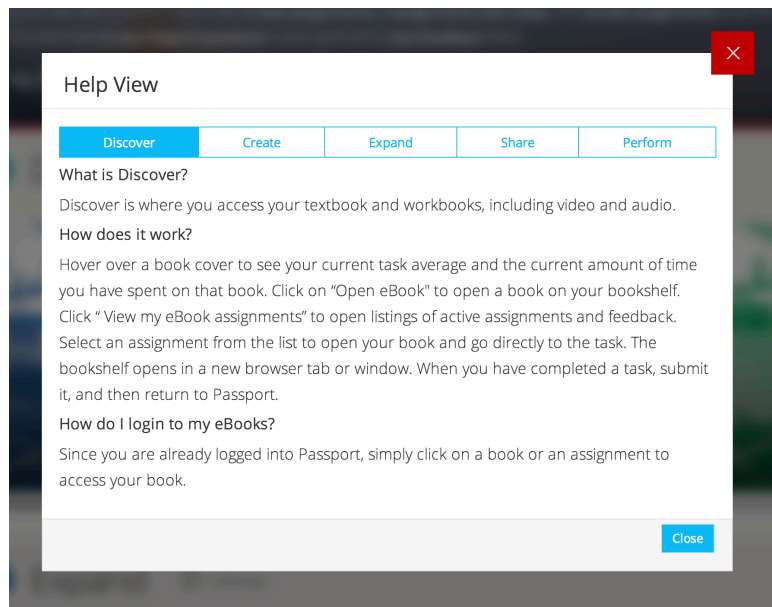 Help View
Discover Create Expand Share Perform
What is Discover?
Discover is where you access your textbook and workbooks, including video and audio.
How does it work?
Hover over a book cover to see your current task average and the current amount of time
you have spent on that book. Click on “Open eBook" to open a book on your bookshelf.
Click “ View my eBook assignments” to open listings of active assignments and feedback.
Select an assignment from the list to open your book and go directly to the task. The
bookshelf opens in a new browser tab or window. When you have completed a task, submit
it, and then return to Passport.
How do I login to my eBooks?
Since you are already logged into Passport, simply click on a book or an assignment to
access your book.
Close
Expand